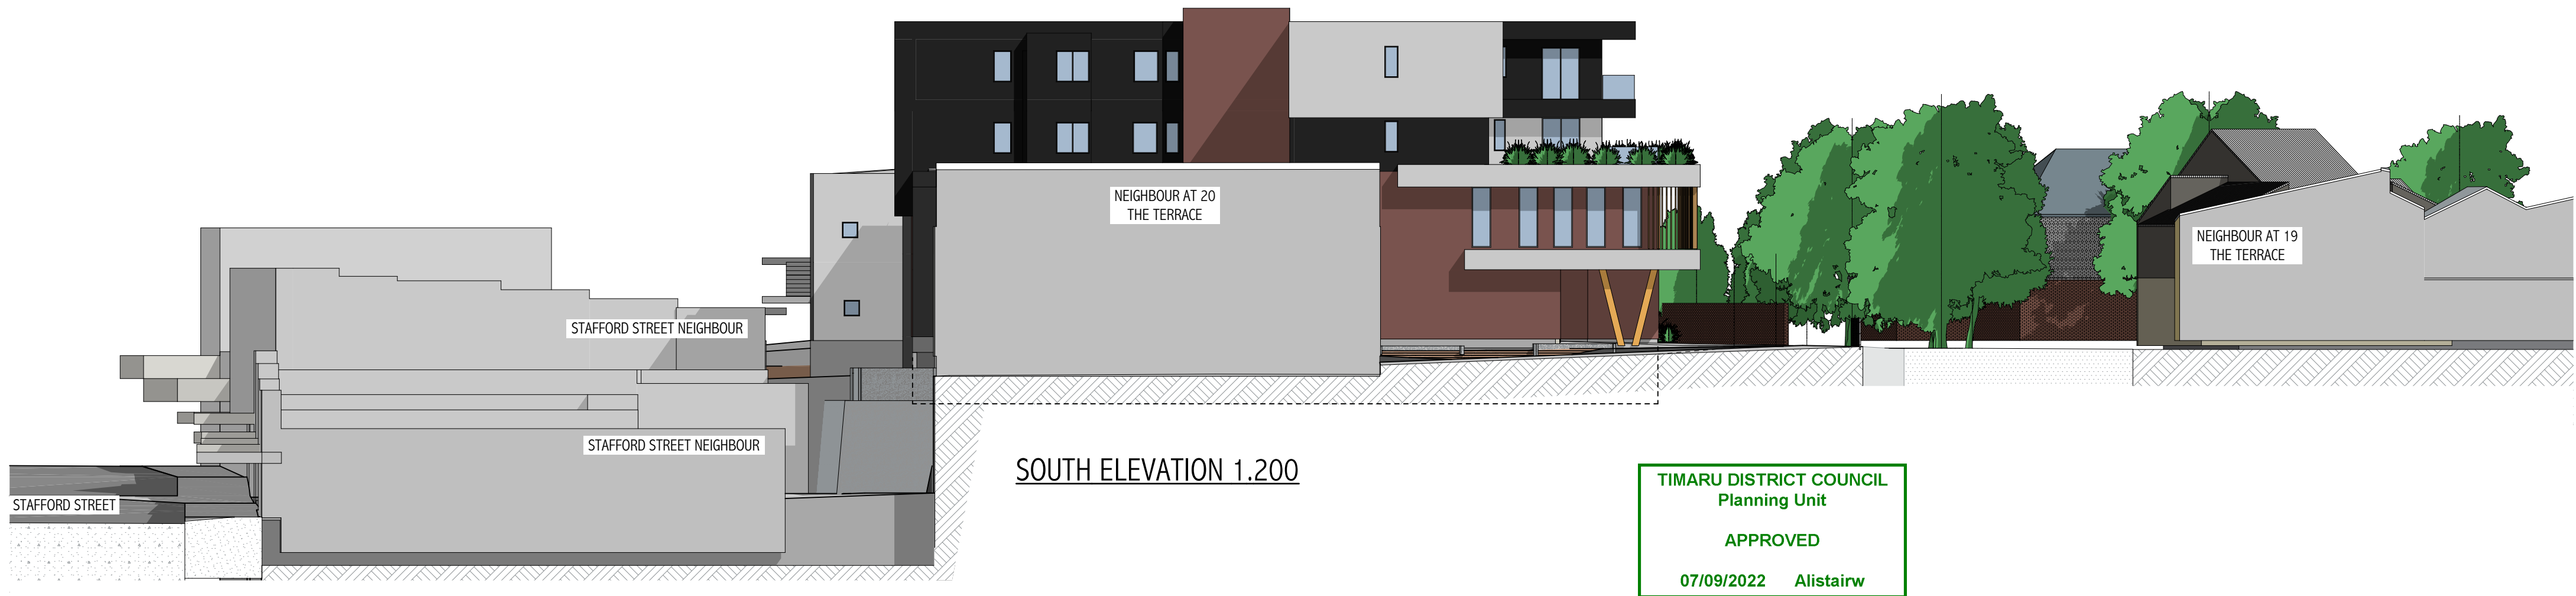 NEIGHBOUR AT 20
THE TERRACE
NEIGHBOUR AT 19
THE TERRACE
STAFFORD STREET NEIGHBOUR
STAFFORD STREET NEIGHBOUR
STAFFORD STREET
SOUTH ELEVATION 1.200
TIMARU DISTRICT COUNCIL
Planning Unit
APPROVED
07/09/2022 Alistairw